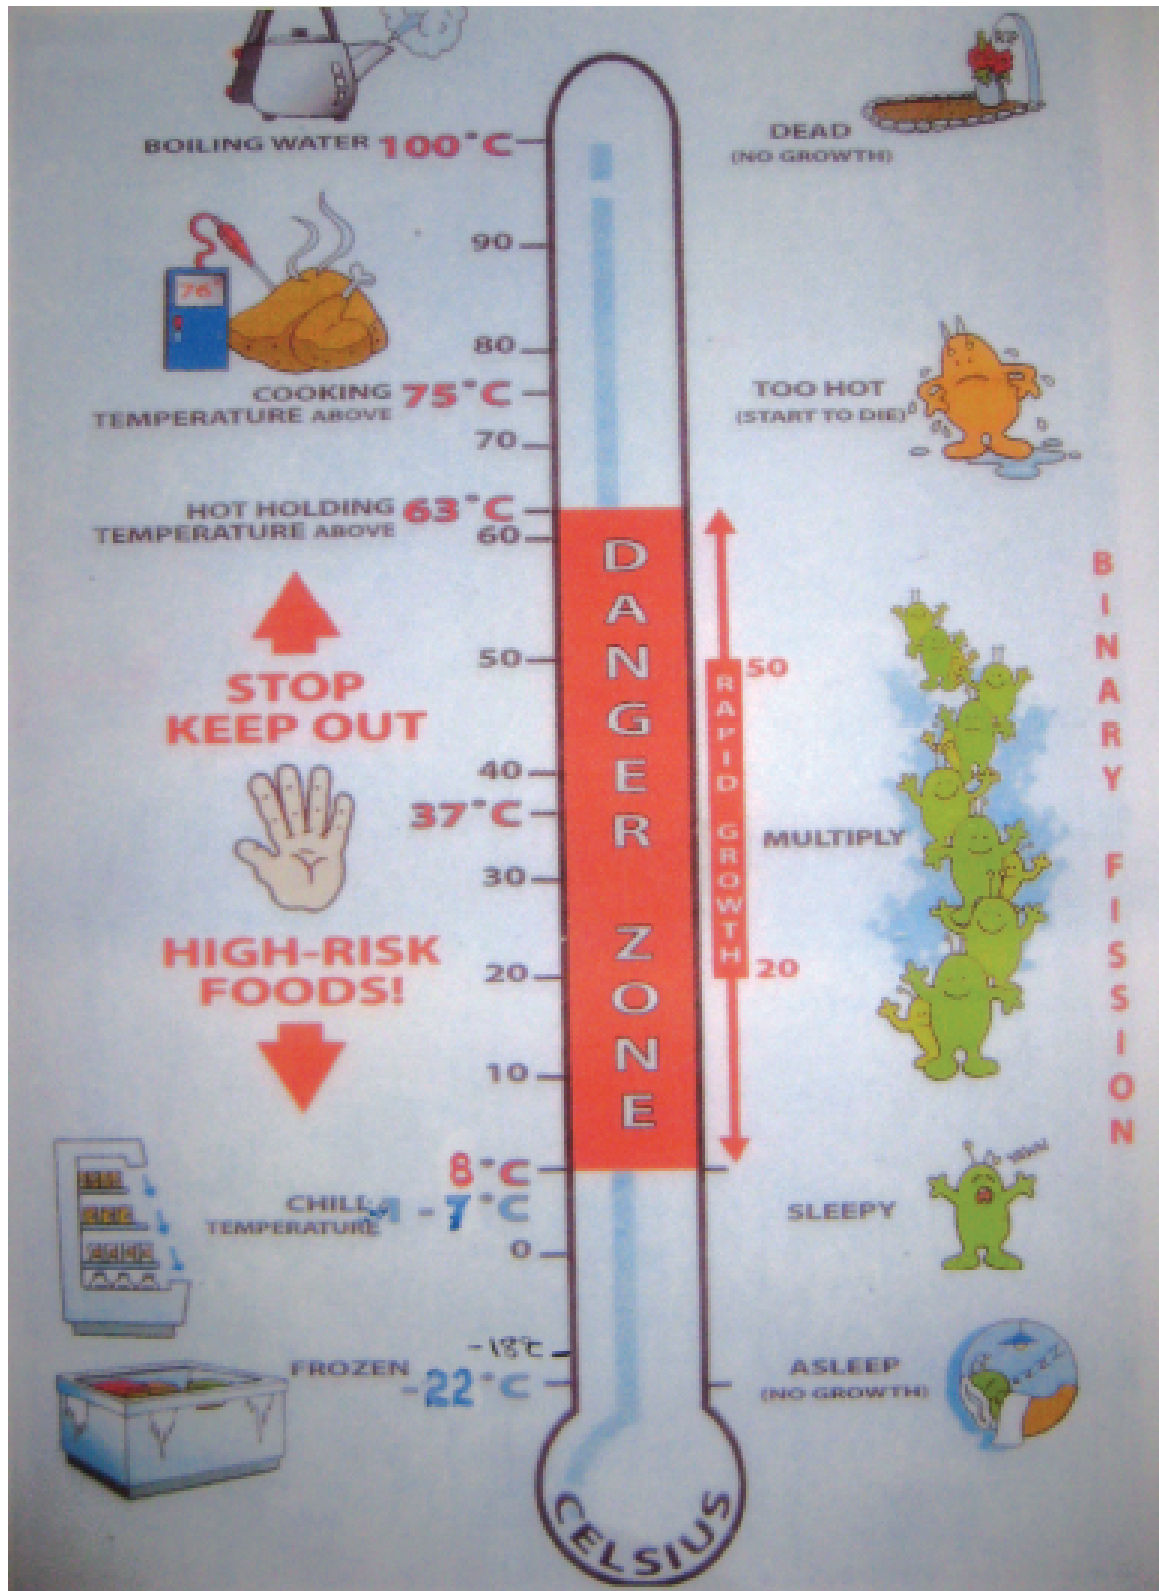 RIP
BOILING WATER 100°C
DEAD
(NO GROWTH)
90
76°
80
COOKING 75°C
TEMPERATURE ABOVE
TOO HOT
(START TO DIE)
70
HOT HOLDING 63°C
TEMPERATURE ABOVE
60
DANGER ZONE
BINARY FISSION
50
50
RAPID GROWTH
STOP
KEEP OUT
40
37°C
MULTIPLY
30
HIGH-RISK
FOODS!
20
20
10
8°C
CHILL - 7°C
TEMPERATURE
SLEEPY
0
-18°C
FROZEN -22°C
ASLEEP
(NO GROWTH)
ZZZZ
CELSIUS